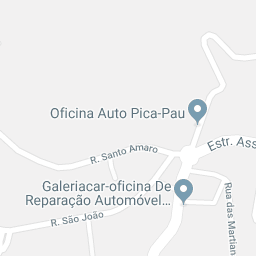 Oficina Auto Pica-Pau
R. Santo Amaro
Estr. Ass
Galeriacar-oficina De
Reparação Automóvel...
R. São João
Rua das Martian